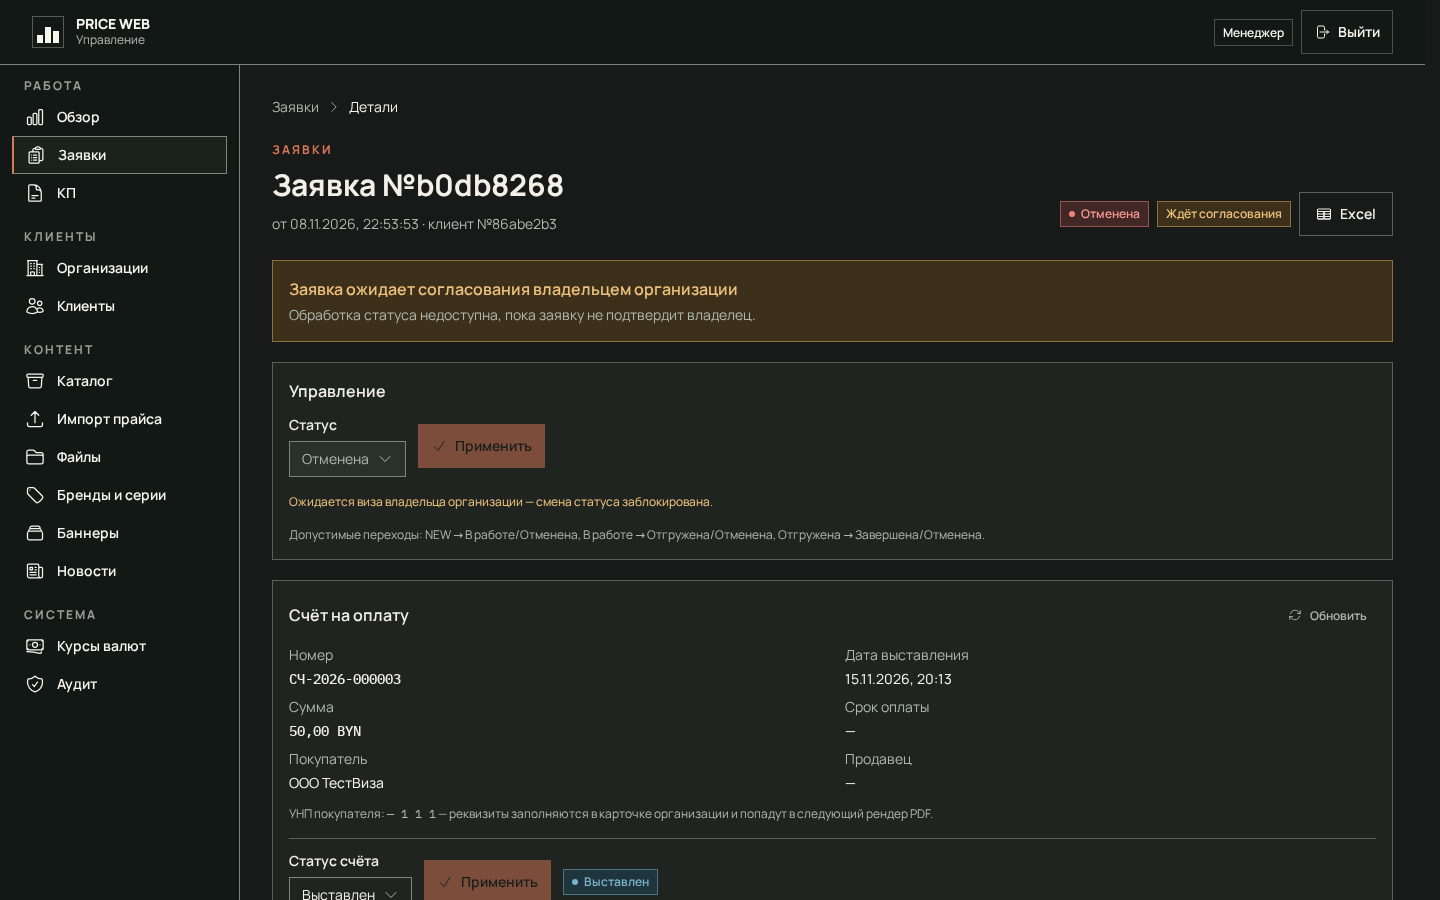 PRICE WEB
Управление
Менеджер
Выйти
РАБОТА
Обзор
Заявки
КП
КЛИЕНТЫ
Организации
Клиенты
КОНТЕНТ
Каталог
Импорт прайса
Файлы
Бренды и серии
Баннеры
Новости
СИСТЕМА
Курсы валют
Аудит
Заявки > Детали
ЗАЯВКИ
Заявка №b0db8268
от 08.11.2026, 22:53:53 · клиент №86abe2b3
Отменена
Ждёт согласования
Excel
Заявка ожидает согласования владельцем организации
Обработка статуса недоступна, пока заявку не подтвердит владелец.
Управление
Статус
Отменена
Применить
Ожидается виза владельца организации — смена статуса заблокирована.
Допустимые переходы: NEW → В работе/Отменена, В работе → Отгружена/Отменена, Отгружена → Завершена/Отменена.
Счёт на оплату
Обновить
Номер
СЧ-2026-000003
Дата выставления
15.11.2026, 20:13
Сумма
50,00 BYN
Срок оплаты
—
Покупатель
ООО ТестВиза
Продавец
—
УНП покупателя: — 1 1 1 — реквизиты заполняются в карточке организации и попадут в следующий рендер PDF.
Статус счёта
Выставлен
Применить
Выставлен